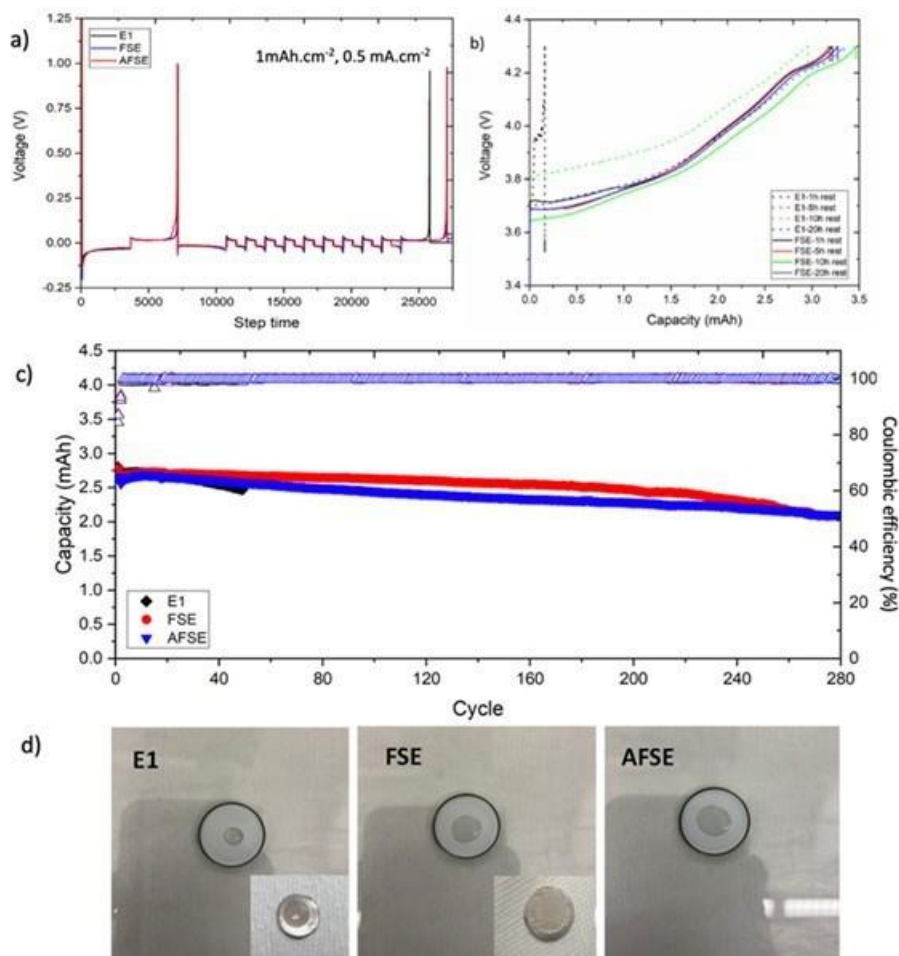 a)
1.25
1.00
0.75
0.50
0.25
0.00
-0.25
Voltage (V)
E1
FSE
AFSE
1mAh.cm⁻², 0.5 mA.cm⁻²
0 5000 10000 15000 20000 25000
Step time
b)
4.4
4.2
4.0
3.8
3.6
3.4
Voltage (V)
E1-1h rest
E1-5h rest
E1-10h rest
E1-20h rest
FSE-1h rest
FSE-5h rest
FSE-10h rest
FSE-20h rest
0.0 0.5 1.0 1.5 2.0 2.5 3.0 3.5
Capacity (mAh)
c)
4.5
4.0
3.5
3.0
2.5
2.0
1.5
1.0
0.5
0.0
Capacity (mAh)
E1
FSE
AFSE
100
80
60
40
20
0
Coulombic efficiency (%)
0 40 80 120 160 200 240 280
Cycle
d)
E1
FSE
AFSE